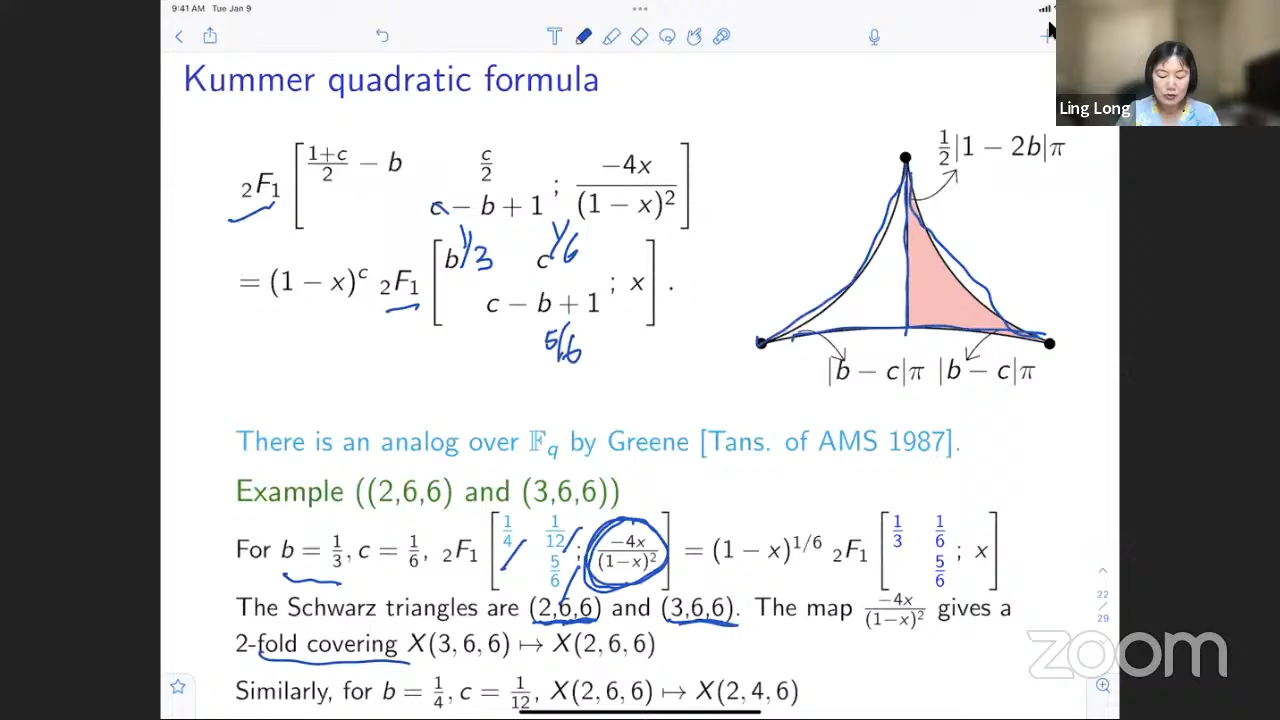 9:41 AM Tue Jan 9
Kummer quadratic formula
Ling Long
₂F₁ [ (1+c)/2 − b   c/2 ; −4x/(1 − x)²
c − b + 1 ]
½|1 − 2b|π
= (1 − x)ᶜ ₂F₁ [ b   c ; x
c − b + 1 ] .
1/3 1/6
5/6
|b − c|π |b − c|π
There is an analog over 𝔽q by Greene [Tans. of AMS 1987].
Example ((2,6,6) and (3,6,6))
For b = 1/3, c = 1/6, ₂F₁ [ 1/4 1/12 5/6 ; −4x/(1−x)² ] = (1 − x)^1/6 ₂F₁ [ 1/3 1/6 5/6 ; x ]
The Schwarz triangles are (2,6,6) and (3,6,6). The map −4x/(1−x)² gives a
2-fold covering X(3, 6, 6) ↦ X(2, 6, 6)
Similarly, for b = 1/4, c = 1/12, X(2, 6, 6) ↦ X(2, 4, 6)
22
/
29
zoom